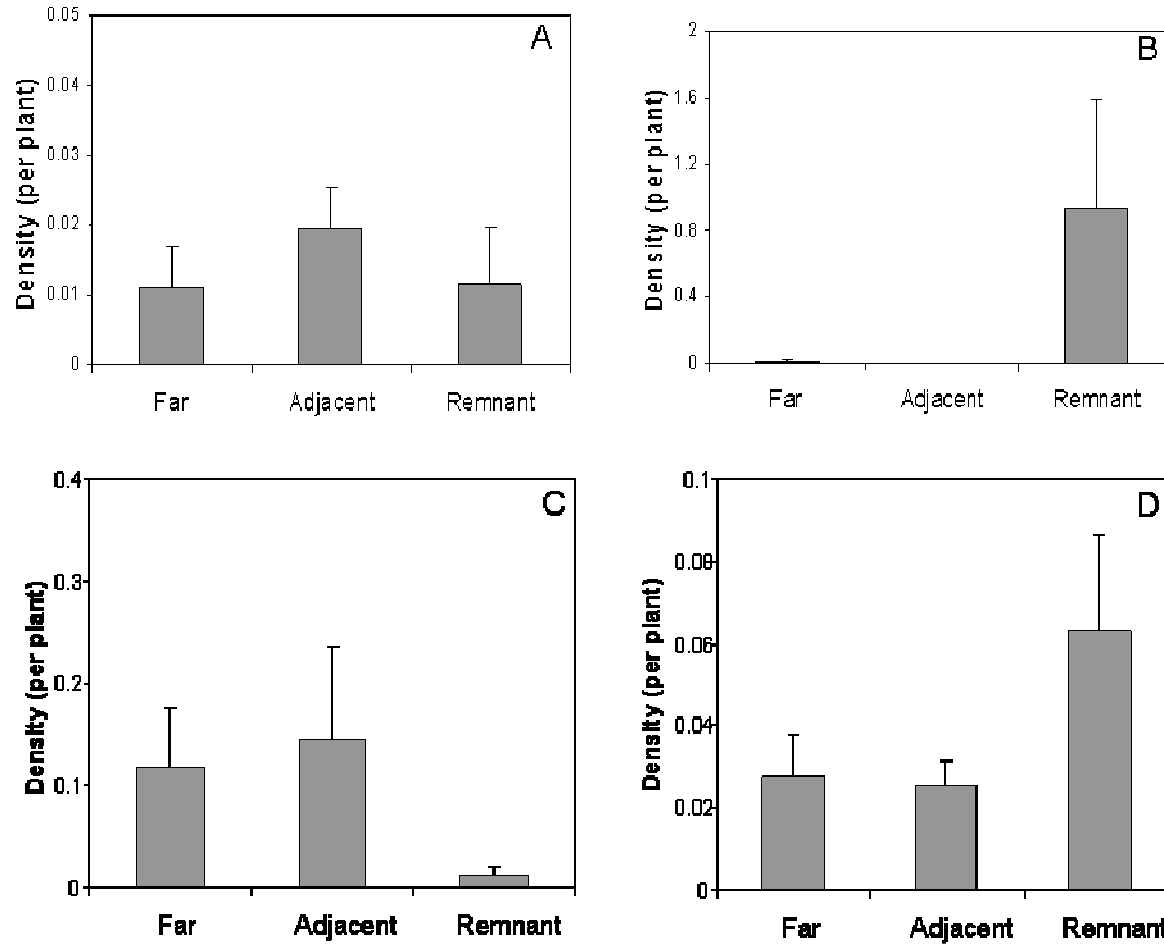 A
Density (per plant)
0.05
0.04
0.03
0.02
0.01
0
Far Adjacent Remnant
B
Density (per plant)
2
1.6
1.2
0.8
0.4
0
Far Adjacent Remnant
C
Density (per plant)
0.4
0.3
0.2
0.1
0
Far Adjacent Remnant
D
Density (per plant)
0.1
0.08
0.06
0.04
0.02
0
Far Adjacent Remnant